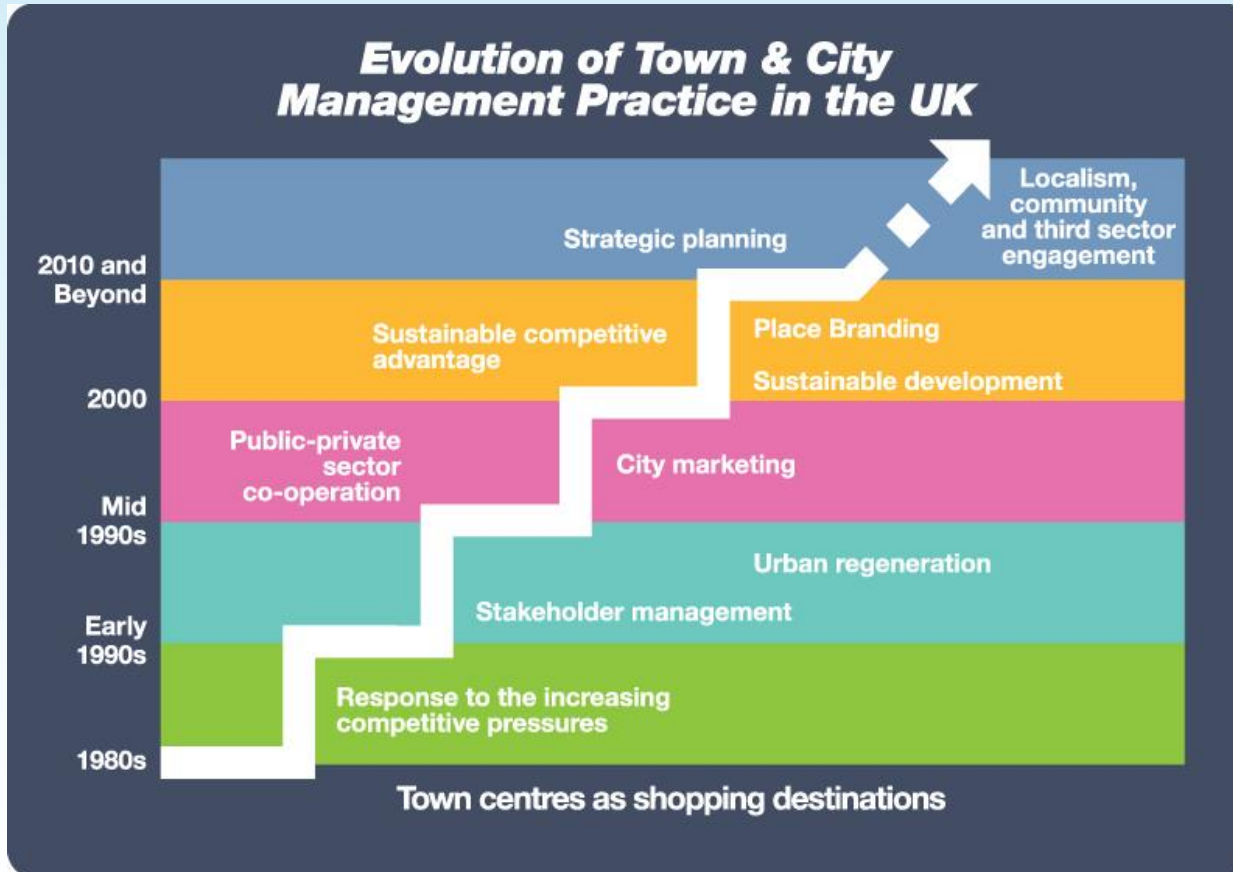 Evolution of Town & City
Management Practice in the UK
Localism,
community
and third sector
engagement
Strategic planning
2010 and
Beyond
Sustainable competitive
advantage
Place Branding
Sustainable development
2000
Public-private
sector
co-operation
City marketing
Mid
1990s
Urban regeneration
Stakeholder management
Early
1990s
Response to the increasing
competitive pressures
1980s
Town centres as shopping destinations